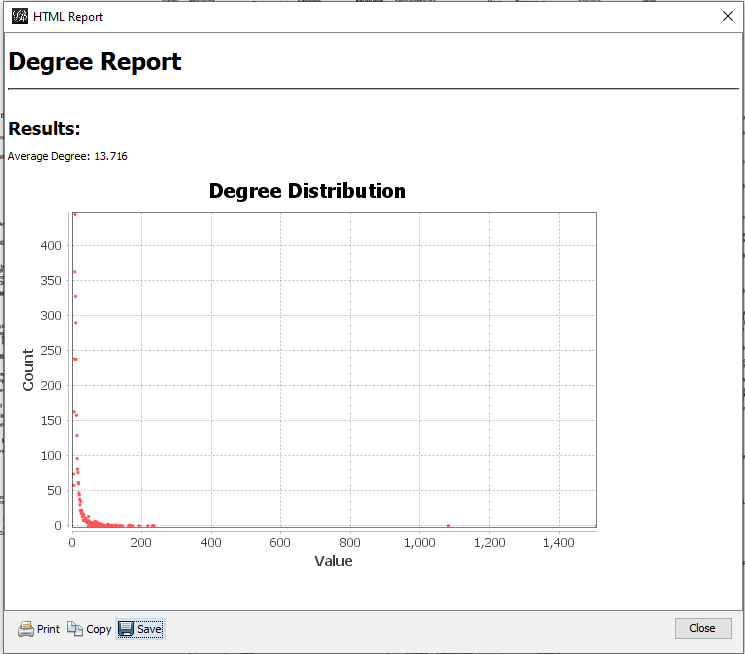 HTML Report
Degree Report
Results:
Average Degree: 13.716
Degree Distribution
400
350
300
250
200
150
100
50
0
Count
0 200 400 600 800 1,000 1,200 1,400
Value
Print Copy Save Close